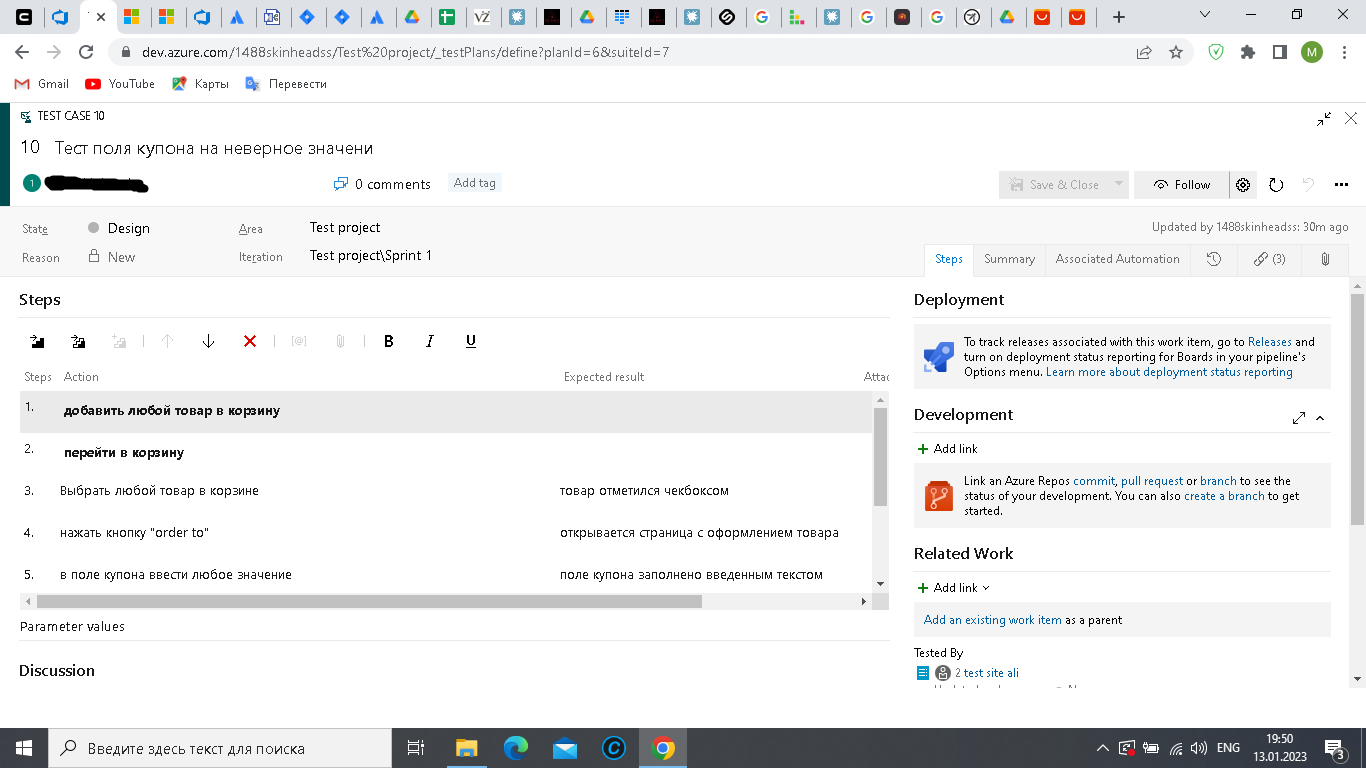 dev.azure.com/1488skinheadss/Test%20project/_testPlans/define?planId=6&suiteId=7
M
Gmail YouTube Карты Перевести
TEST CASE 10
10 Тест поля купона на неверное значени
1 0 comments Add tag Save & Close Follow
State Design Area Test project Updated by 1488skinheadss: 30m ago
Reason New Iteration Test project\Sprint 1
Steps Summary Associated Automation (3)
Steps
B I U
Steps Action Expected result Attac
1. добавить любой товар в корзину
2. перейти в корзину
3. Выбрать любой товар в корзине товар отметился чекбоксом
4. нажать кнопку "order to" открывается страница с оформлением товара
5. в поле купона ввести любое значение поле купона заполнено введенным текстом
Parameter values
Discussion
Deployment
To track releases associated with this work item, go to Releases and
turn on deployment status reporting for Boards in your pipeline's
Options menu. Learn more about deployment status reporting
Development
Add link
Link an Azure Repos commit, pull request or branch to see the
status of your development. You can also create a branch to get
started.
Related Work
Add link
Add an existing work item as a parent
Tested By
2 test site ali
Введите здесь текст для поиска
ENG
19:50
13.01.2023
3